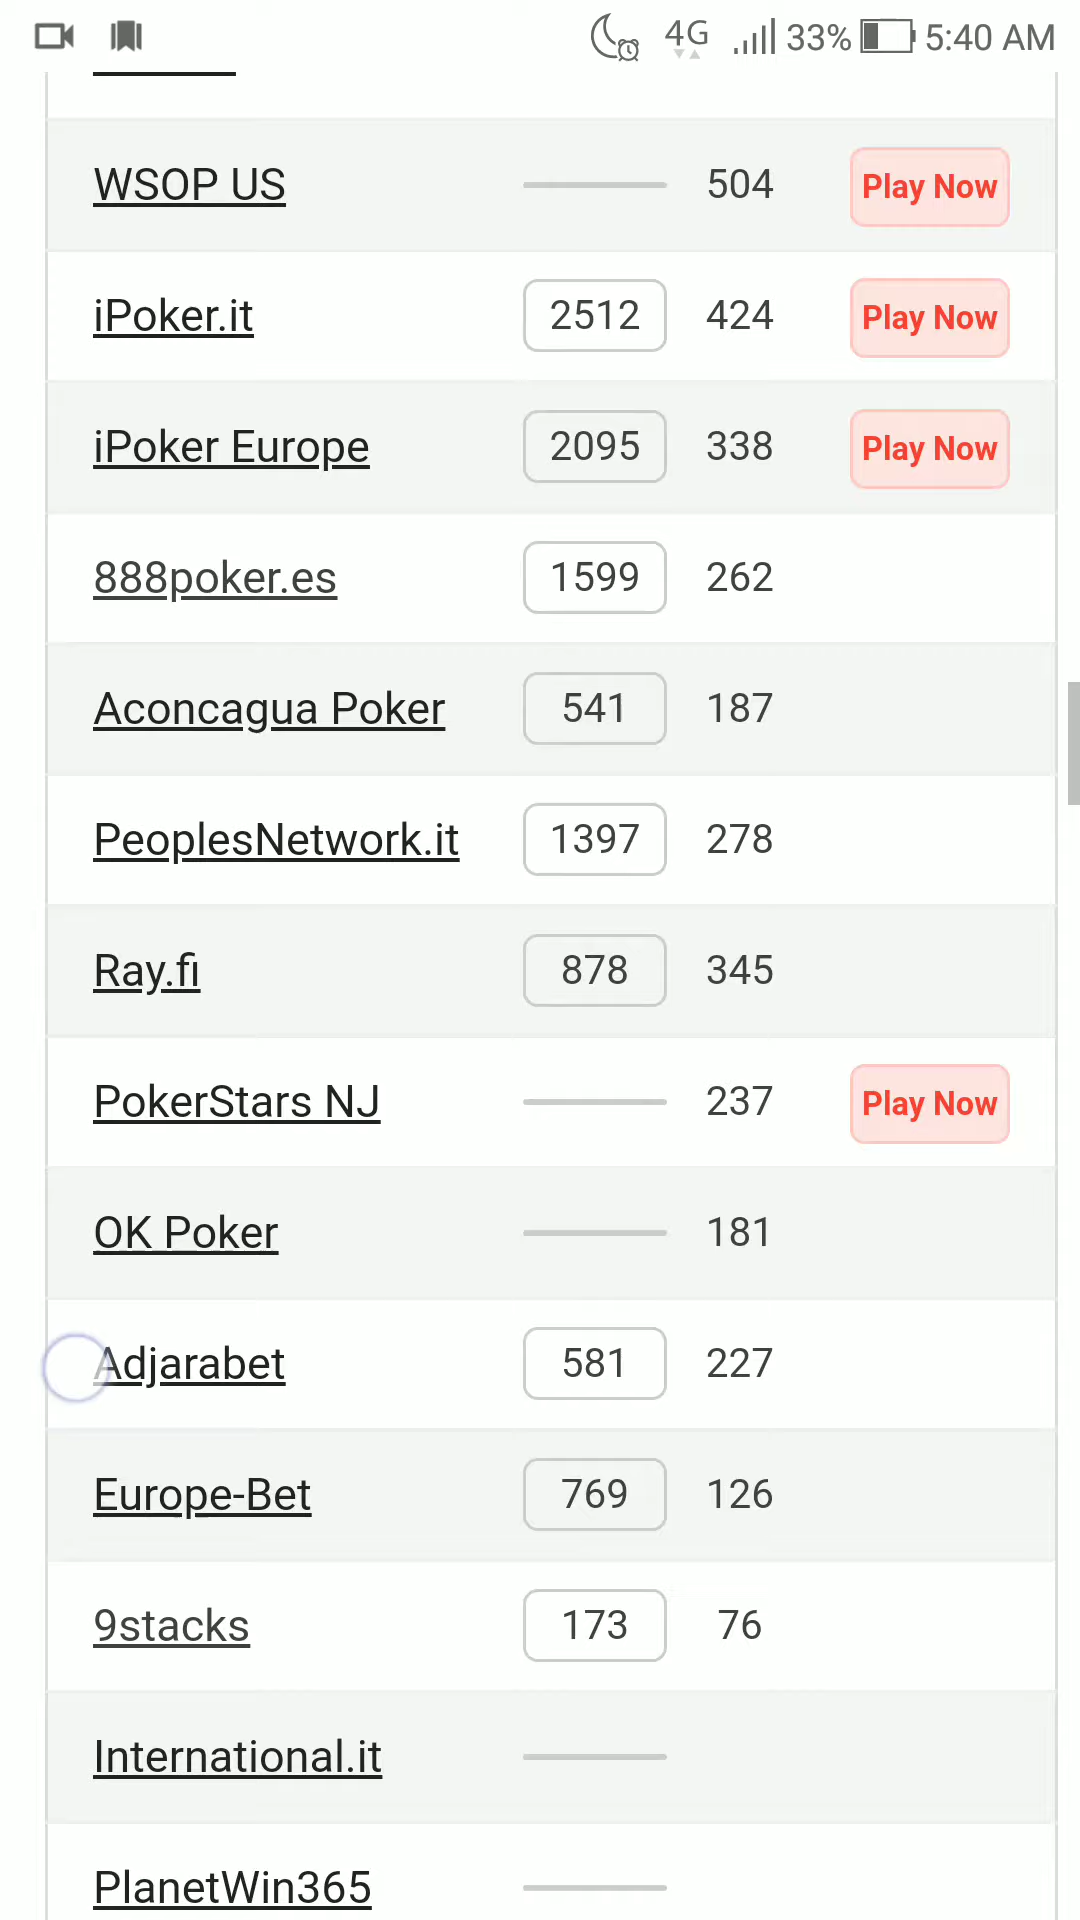 4G 33% 5:40 AM
WSOP US 504 Play Now
iPoker.it 2512 424 Play Now
iPoker Europe 2095 338 Play Now
888poker.es 1599 262
Aconcagua Poker 541 187
PeoplesNetwork.it 1397 278
Ray.fi 878 345
PokerStars NJ 237 Play Now
OK Poker 181
Adjarabet 581 227
Europe-Bet 769 126
9stacks 173 76
International.it
PlanetWin365